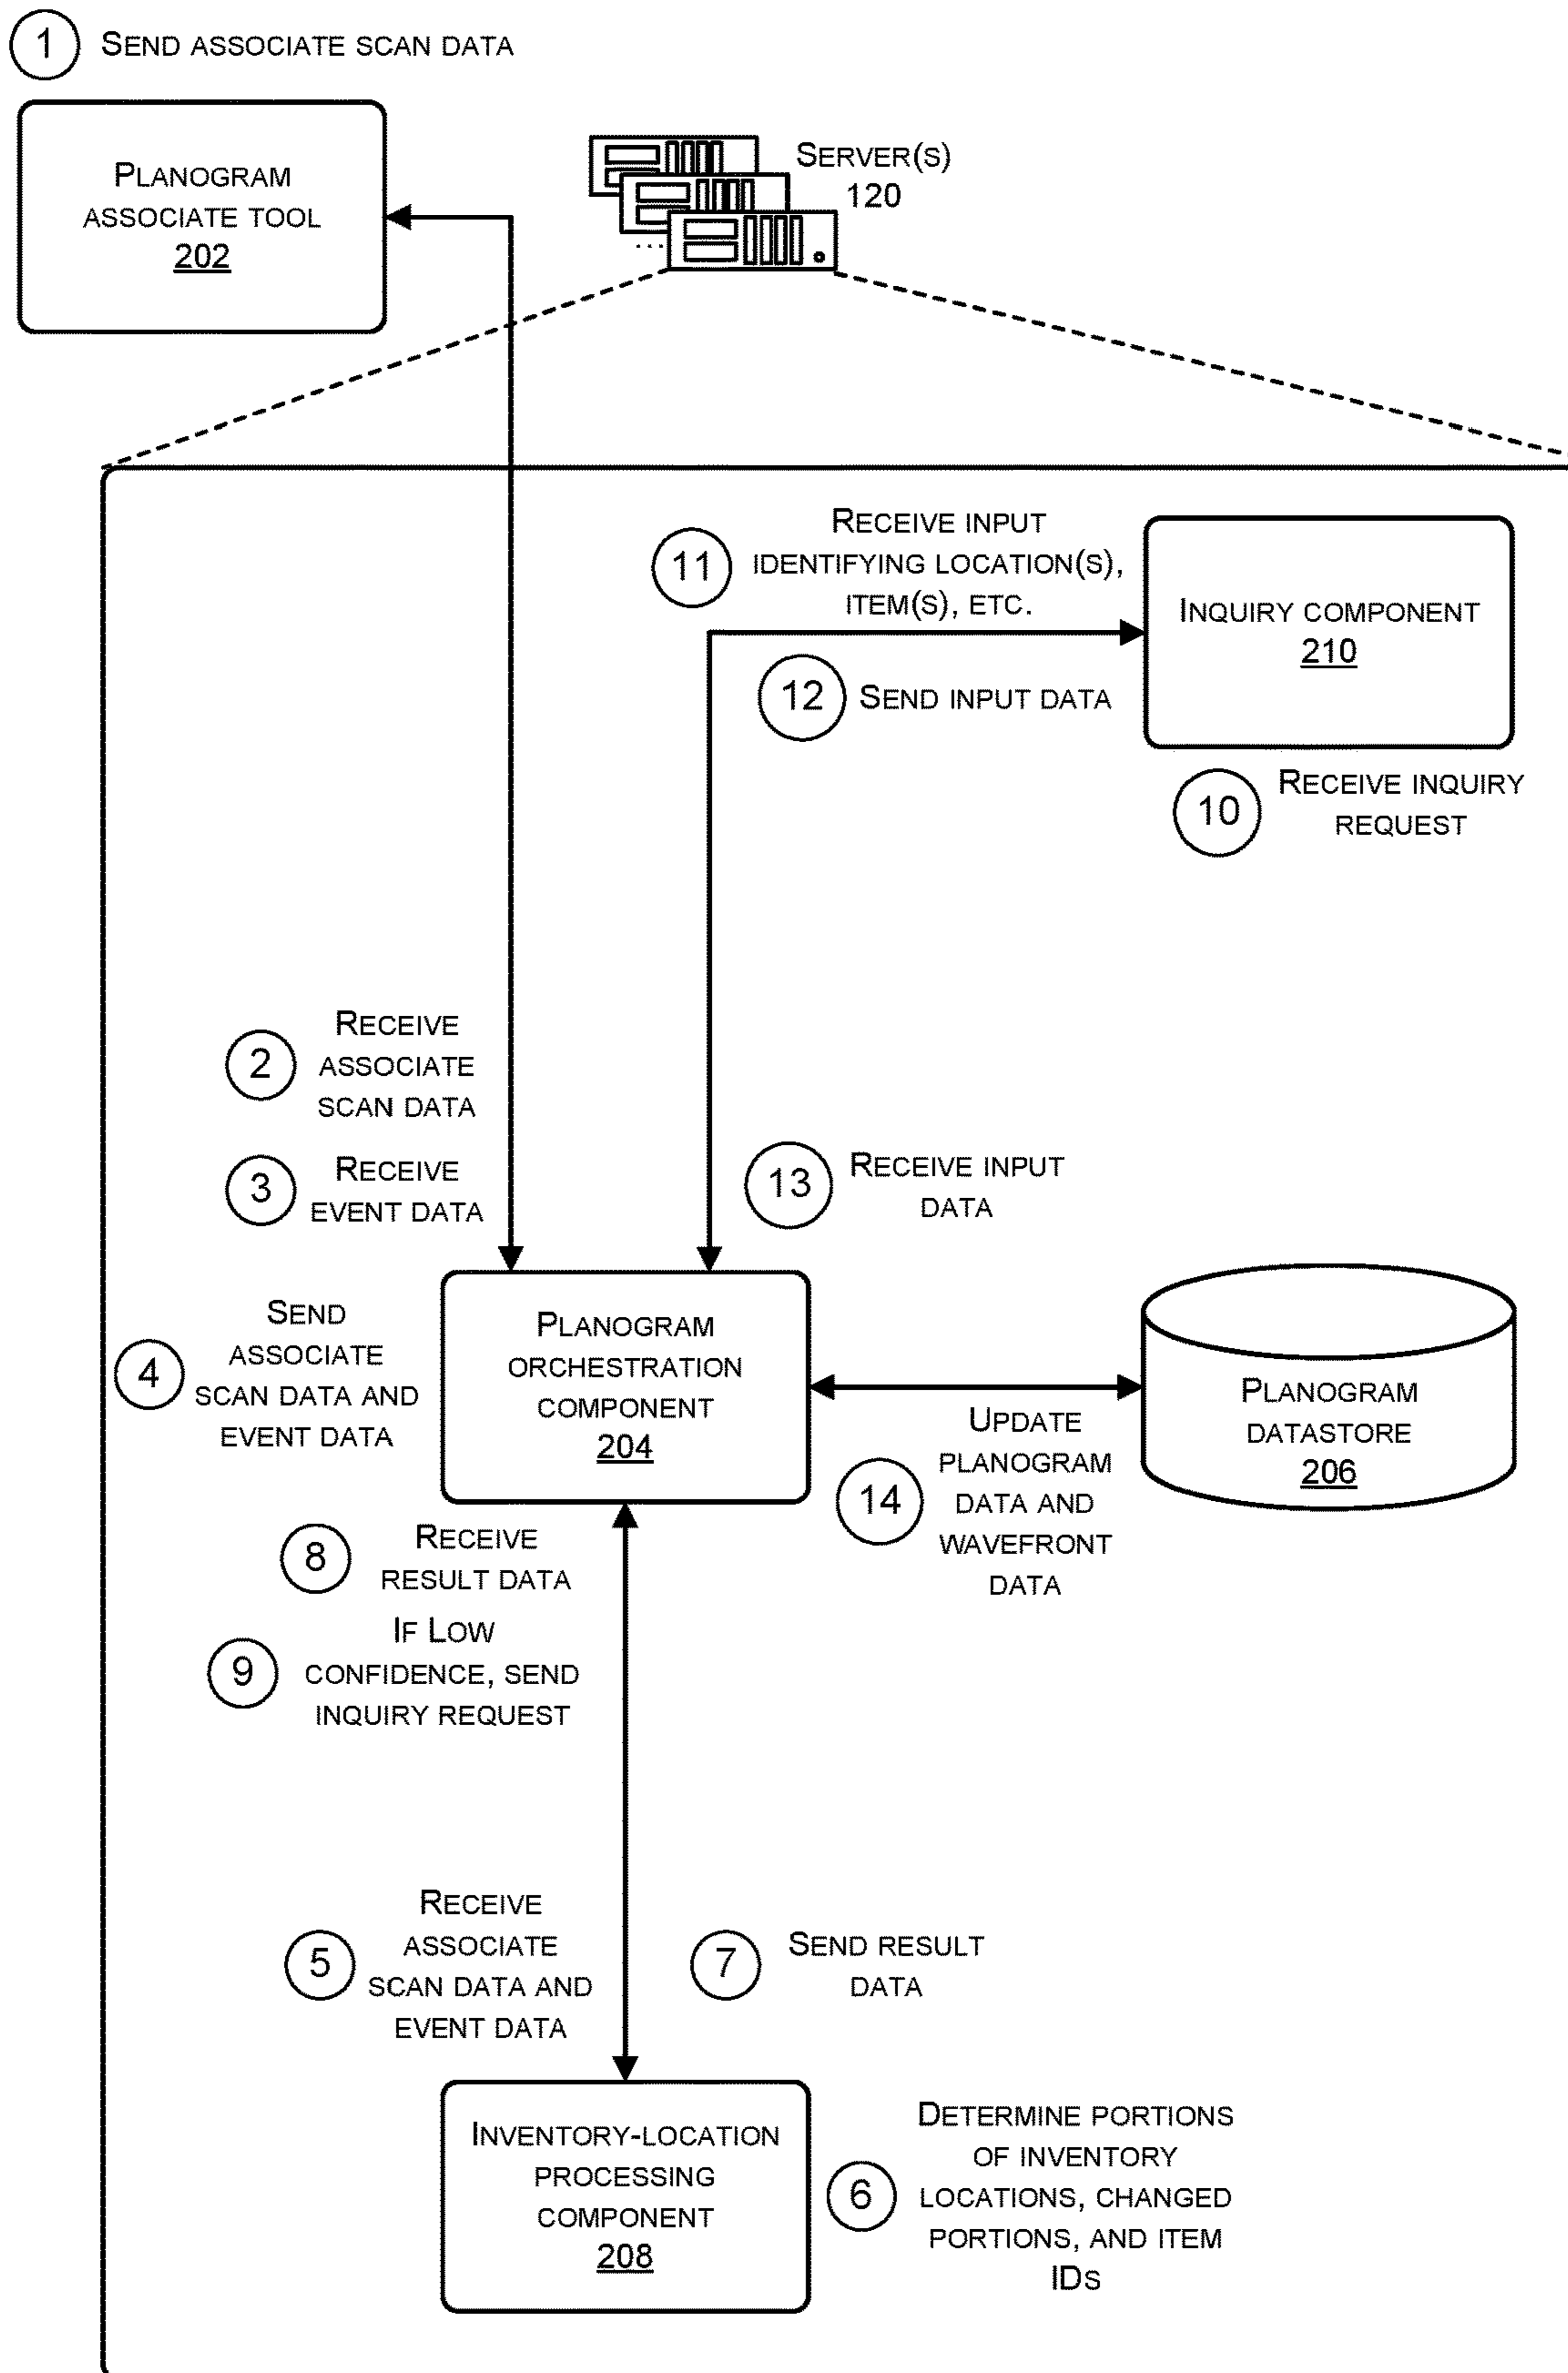 1 SEND ASSOCIATE SCAN DATA
PLANOGRAM
ASSOCIATE TOOL
202
SERVER(S)
120
...
11
RECEIVE INPUT
IDENTIFYING LOCATION(S),
ITEM(S), ETC.
INQUIRY COMPONENT
210
12 SEND INPUT DATA
10
RECEIVE INQUIRY
REQUEST
2
RECEIVE
ASSOCIATE
SCAN DATA
3
RECEIVE
EVENT DATA
13
RECEIVE INPUT
DATA
4
SEND
ASSOCIATE
SCAN DATA AND
EVENT DATA
PLANOGRAM
ORCHESTRATION
COMPONENT
204
14
UPDATE
PLANOGRAM
DATA AND
WAVEFRONT
DATA
PLANOGRAM
DATASTORE
206
8
RECEIVE
RESULT DATA
9
IF LOW
CONFIDENCE, SEND
INQUIRY REQUEST
5
RECEIVE
ASSOCIATE
SCAN DATA AND
EVENT DATA
7
SEND RESULT
DATA
INVENTORY-LOCATION
PROCESSING
COMPONENT
208
6
DETERMINE PORTIONS
OF INVENTORY
LOCATIONS, CHANGED
PORTIONS, AND ITEM
IDS